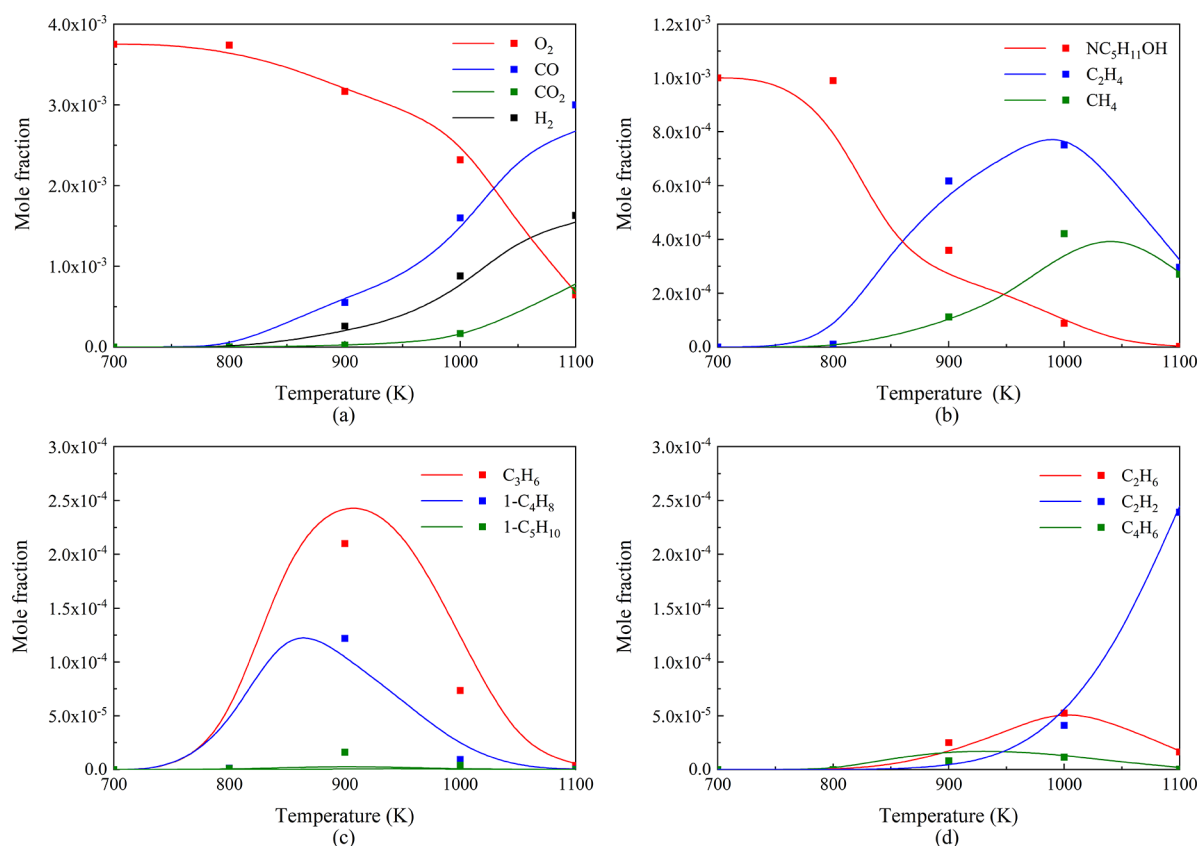 4.0x10⁻³
3.0x10⁻³
2.0x10⁻³
1.0x10⁻³
0.0
Mole fraction
O₂
CO
CO₂
H₂
700 800 900 1000 1100
Temperature (K)
(a)
1.2x10⁻³
1.0x10⁻³
8.0x10⁻⁴
6.0x10⁻⁴
4.0x10⁻⁴
2.0x10⁻⁴
0.0
Mole fraction
NC₅H₁₁OH
C₂H₄
CH₄
700 800 900 1000 1100
Temperature (K)
(b)
3.0x10⁻⁴
2.5x10⁻⁴
2.0x10⁻⁴
1.5x10⁻⁴
1.0x10⁻⁴
5.0x10⁻⁵
0.0
Mole fraction
C₃H₆
1-C₄H₈
1-C₅H₁₀
700 800 900 1000 1100
Temperature (K)
(c)
3.0x10⁻⁴
2.5x10⁻⁴
2.0x10⁻⁴
1.5x10⁻⁴
1.0x10⁻⁴
5.0x10⁻⁵
0.0
Mole fraction
C₂H₆
C₂H₂
C₄H₆
700 800 900 1000 1100
Temperature (K)
(d)